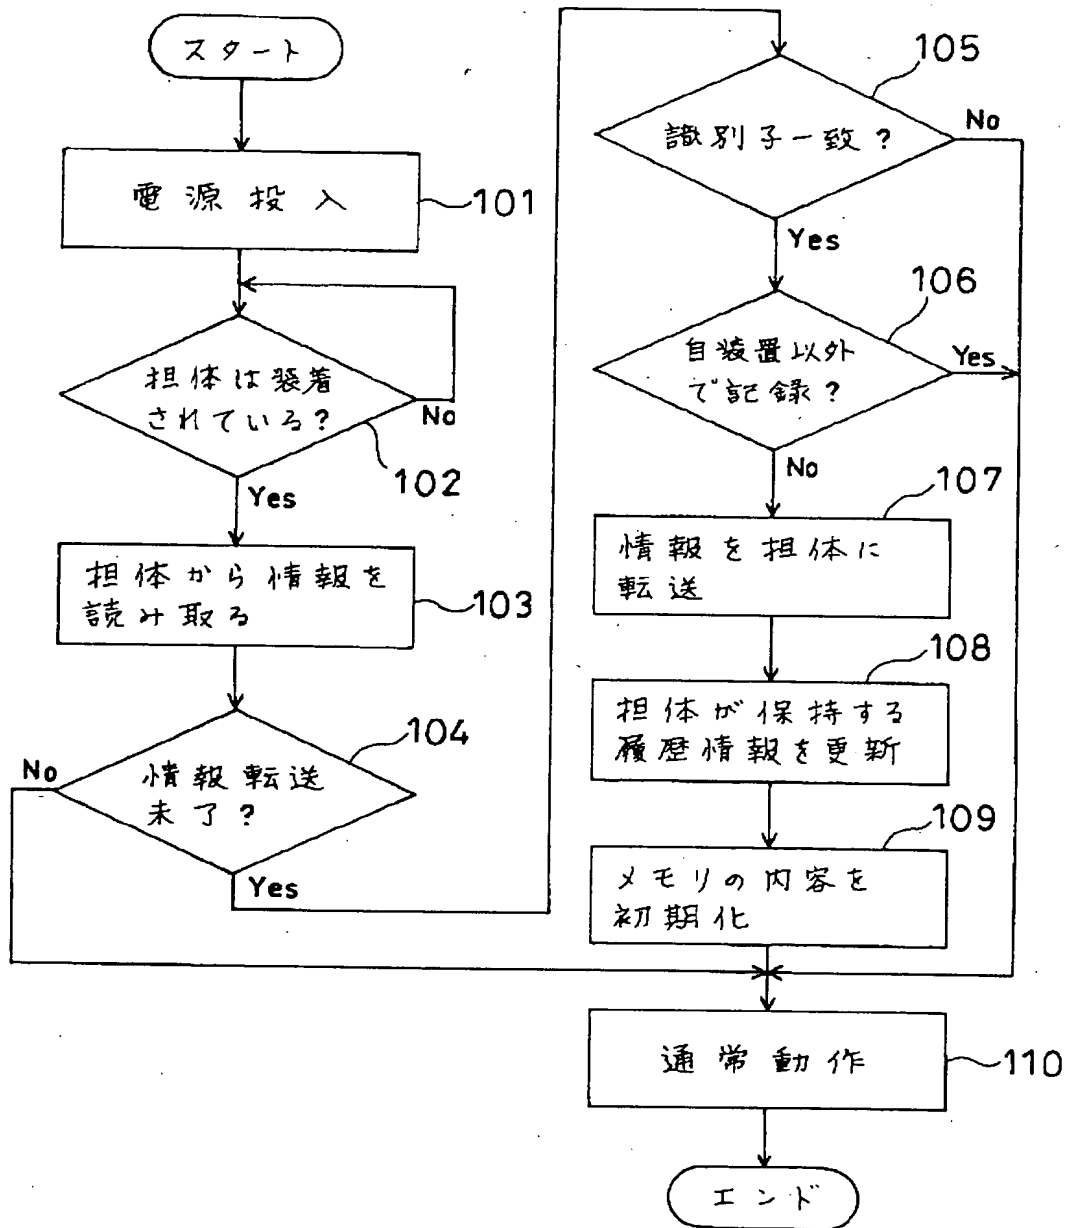 スタート
電源投入
101
担体は装着
されている?
No
102
Yes
担体から情報を
読み取る
103
104
No
情報転送
未了?
Yes
105
識別子一致?
No
Yes
106
自装置以外
で記録?
Yes
No
107
情報を担体に
転送
108
担体が保持する
履歴情報を更新
109
メモリの内容を
初期化
通常動作
110
エンド